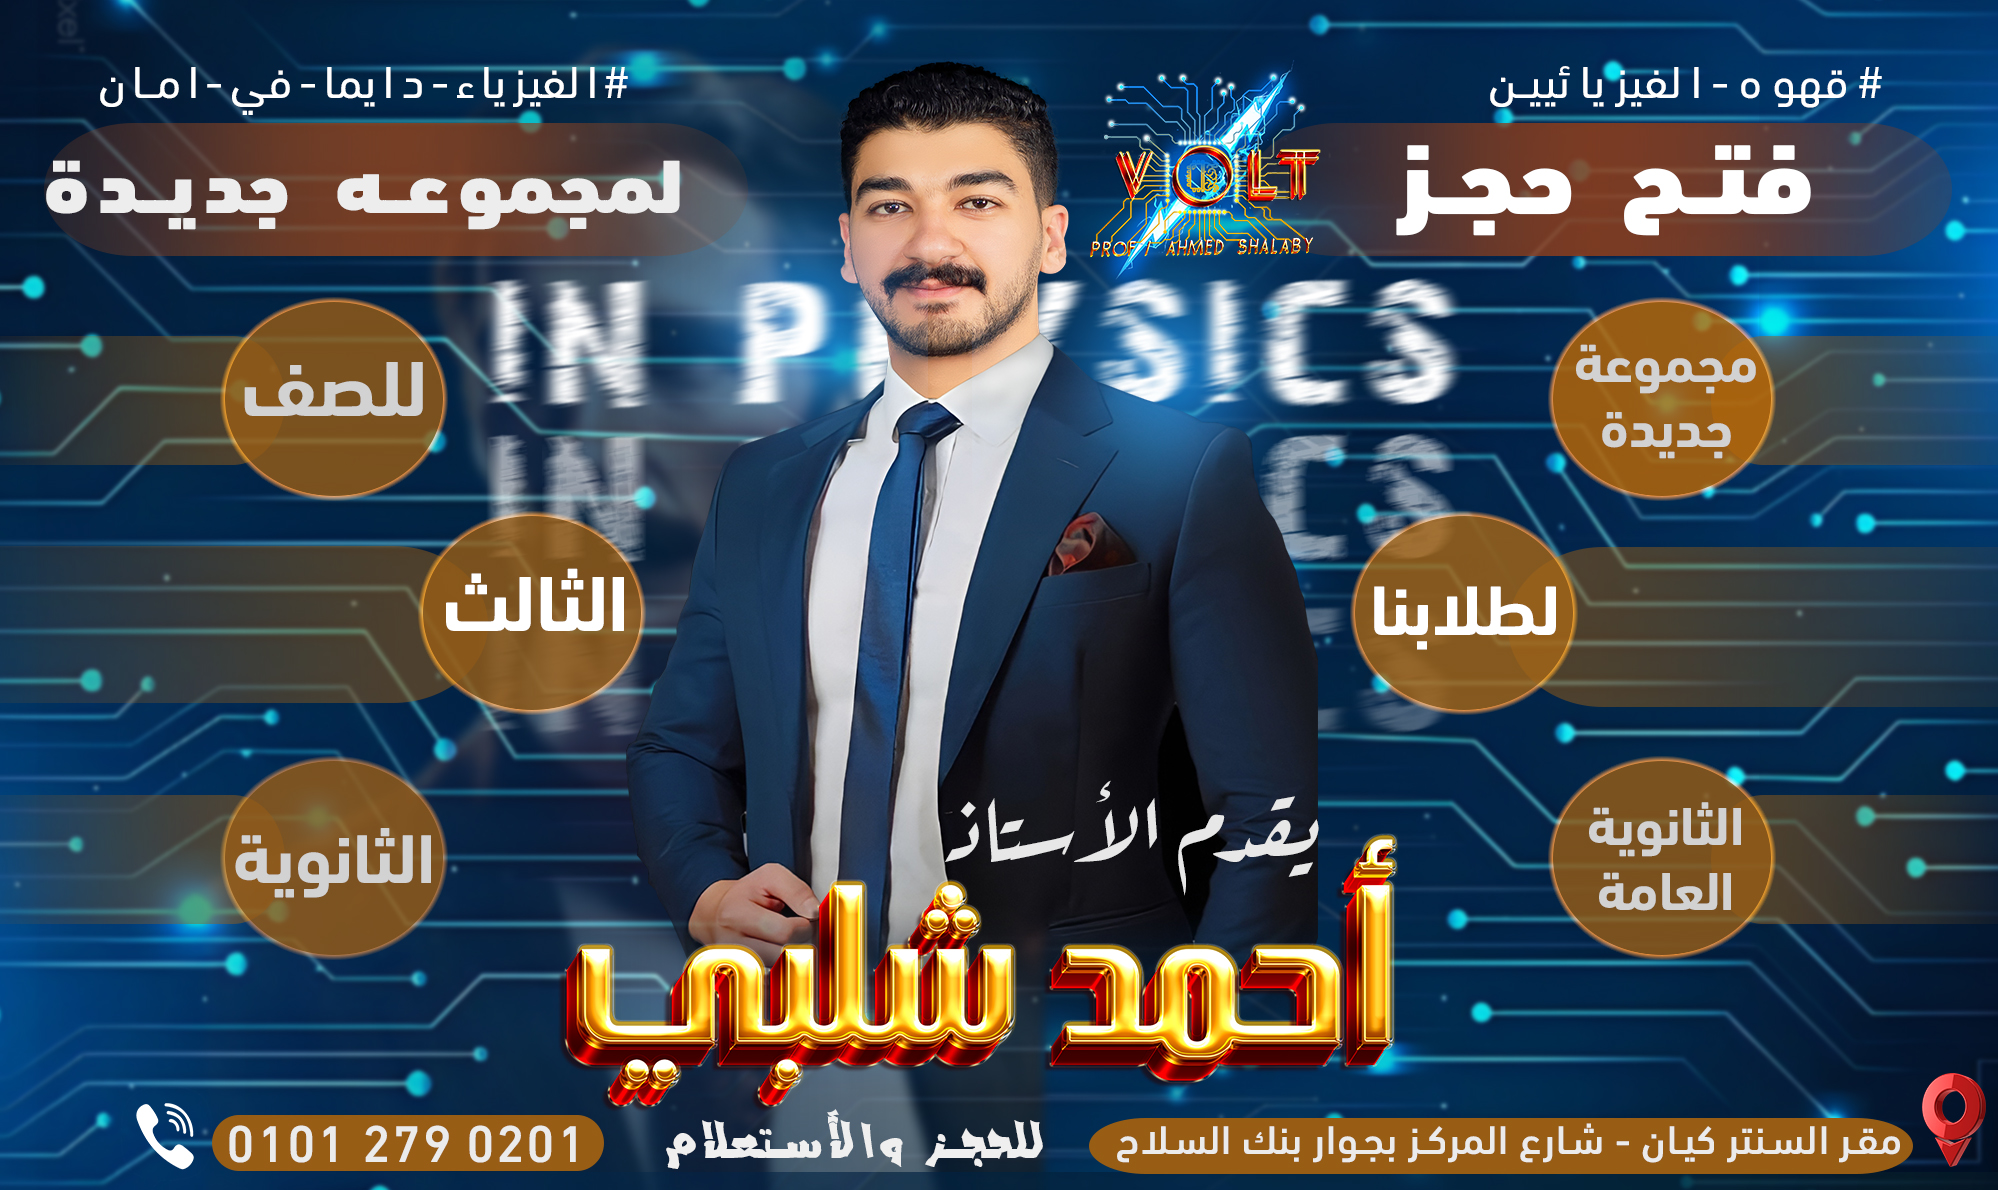 #قهوه-الفيزيائيين
#الفيزياء-دايما-في-امان
فتح حجز
لمجموعه جديدة
VOLT
PROF / AHMED SHALABY
IN PHYSICS
مجموعة
جديدة
للصف
لطلابنا
الثالث
الثانوية
العامة
الثانوية
يقدم الأستاذ
أحمد شلبي
مقر السنتر كيان - شارع المركز بجوار بنك السلاح
للحجز والأستعلام
0101 279 0201